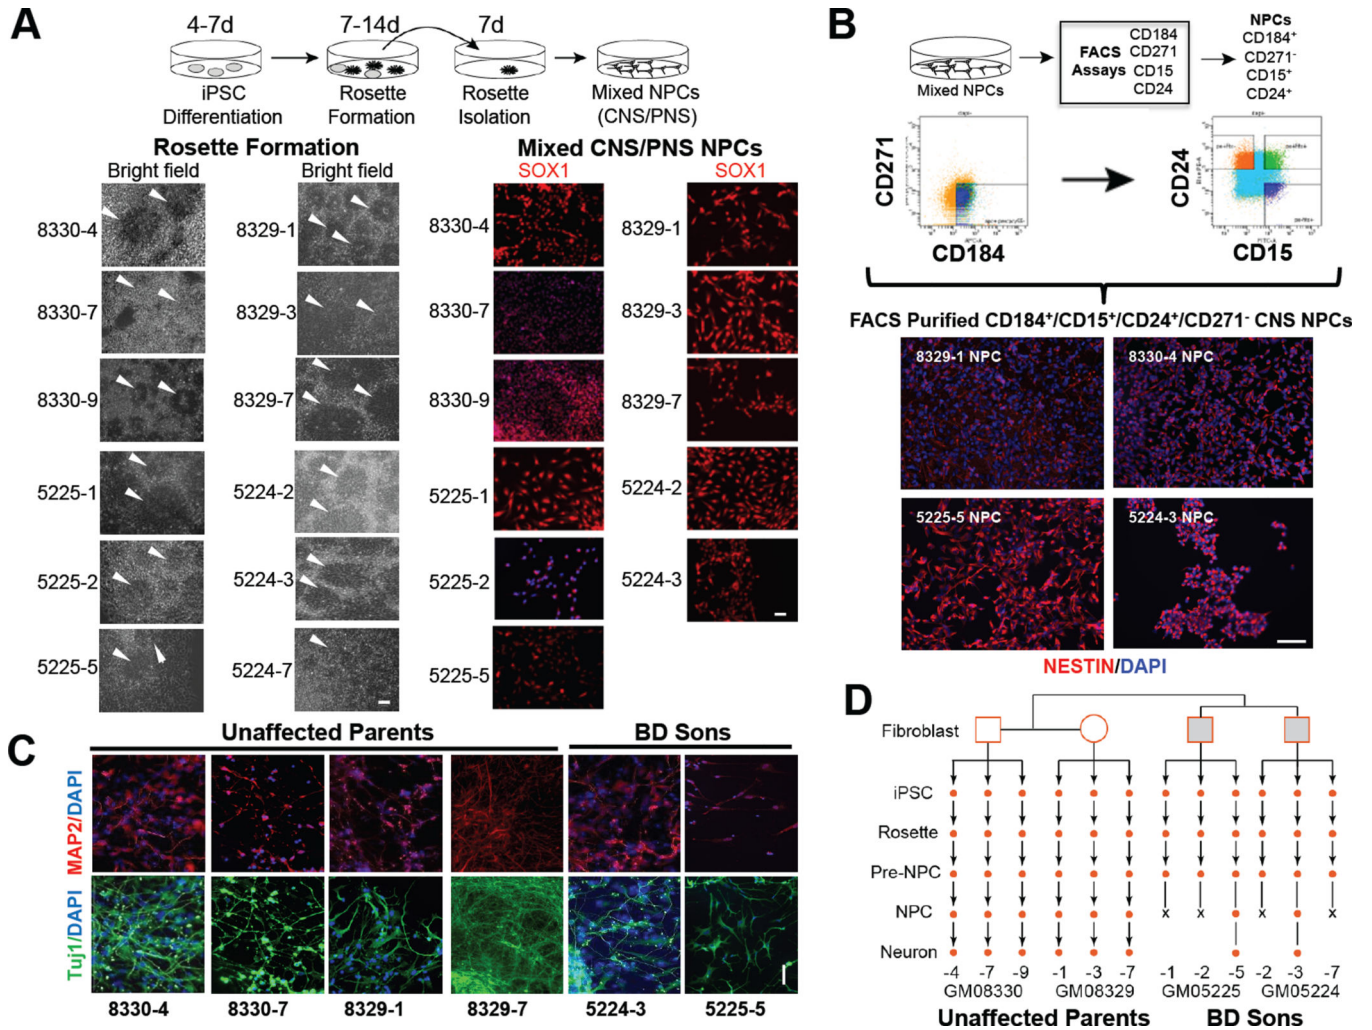 A
4-7d
7-14d
7d
iPSC
Differentiation
Rosette
Formation
Rosette
Isolation
Mixed NPCs
(CNS/PNS)
Rosette Formation
Mixed CNS/PNS NPCs
Bright field
Bright field
SOX1
SOX1
8330-4
8329-1
8330-4
8329-1
8330-7
8329-3
8330-7
8329-3
8330-9
8329-7
8330-9
8329-7
5225-1
5224-2
5225-1
5224-2
5225-2
5224-3
5225-2
5224-3
5225-5
5224-7
5225-5
B
Mixed NPCs
FACS
Assays
CD184
CD271
CD15
CD24
NPCs
CD184⁺
CD271⁻
CD15⁺
CD24⁺
CD271
CD184
CD24
CD15
FACS Purified CD184⁺/CD15⁺/CD24⁺/CD271⁻ CNS NPCs
8329-1 NPC
8330-4 NPC
5225-5 NPC
5224-3 NPC
NESTIN/DAPI
C
Unaffected Parents
BD Sons
MAP2/DAPI
Tuj1/DAPI
8330-4
8330-7
8329-1
8329-7
5224-3
5225-5
D
Fibroblast
iPSC
Rosette
Pre-NPC
NPC
x
x
x
x
Neuron
-4
-7
-9
-1
-3
-7
-1
-2
-5
-2
-3
-7
GM08330
GM08329
GM05225
GM05224
Unaffected Parents
BD Sons